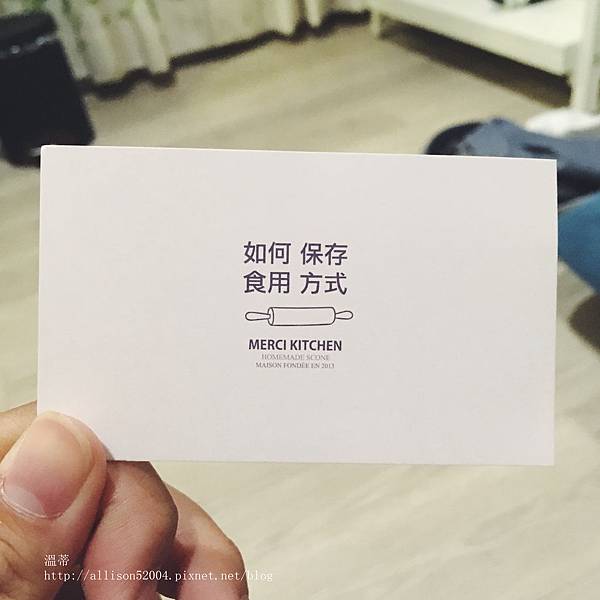 如何 保存
食用 方式
MERCI KITCHEN
HOMEMADE SCONE
MAISON FONDÉE EN 2013
溫蒂
http://allison52004.pixnet.net/blog